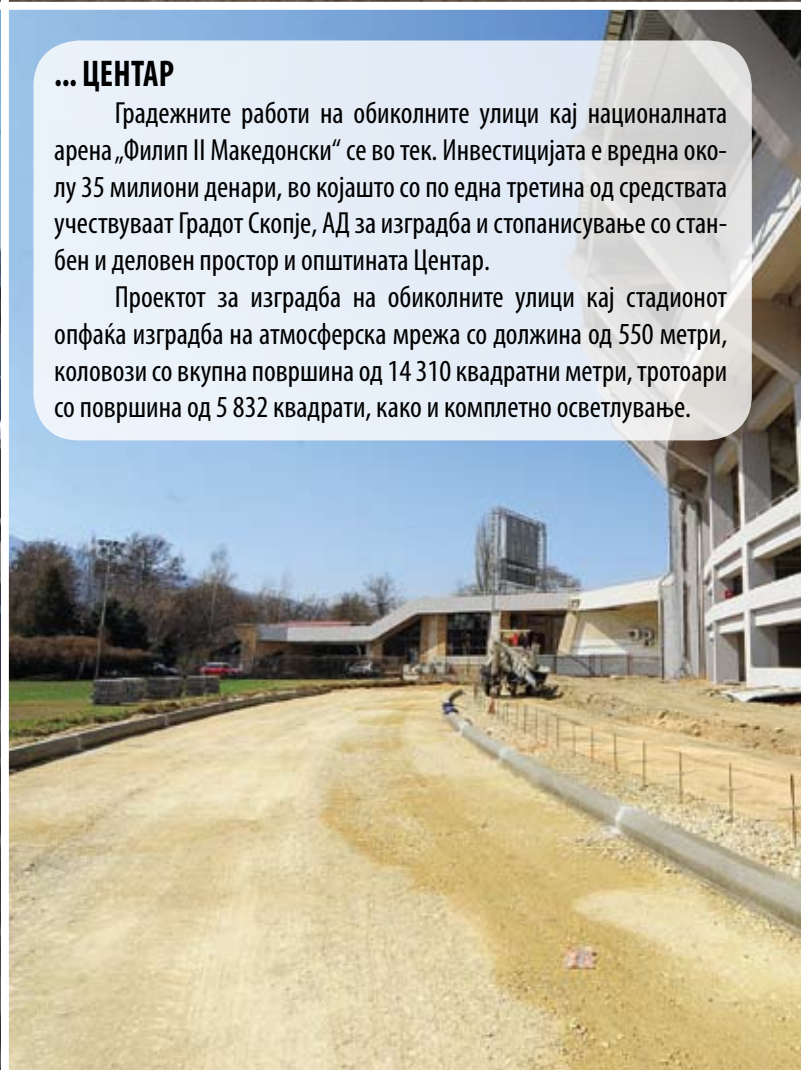 ... ЦЕНТАР
Градежните работи на обиколните улици кај националната
арена „Филип II Македонски“ се во тек. Инвестицијата е вредна око-
лу 35 милиони денари, во којашто со по една третина од средствата
учествуваат Градот Скопје, АД за изградба и стопанисување со стан-
бен и деловен простор и општината Центар.
Проектот за изградба на обиколните улици кај стадионот
опфаќа изградба на атмосферска мрежа со должина од 550 метри,
коловози со вкупна површина од 14 310 квадратни метри, тротоари
со површина од 5 832 квадрати, како и комплетно осветлување.